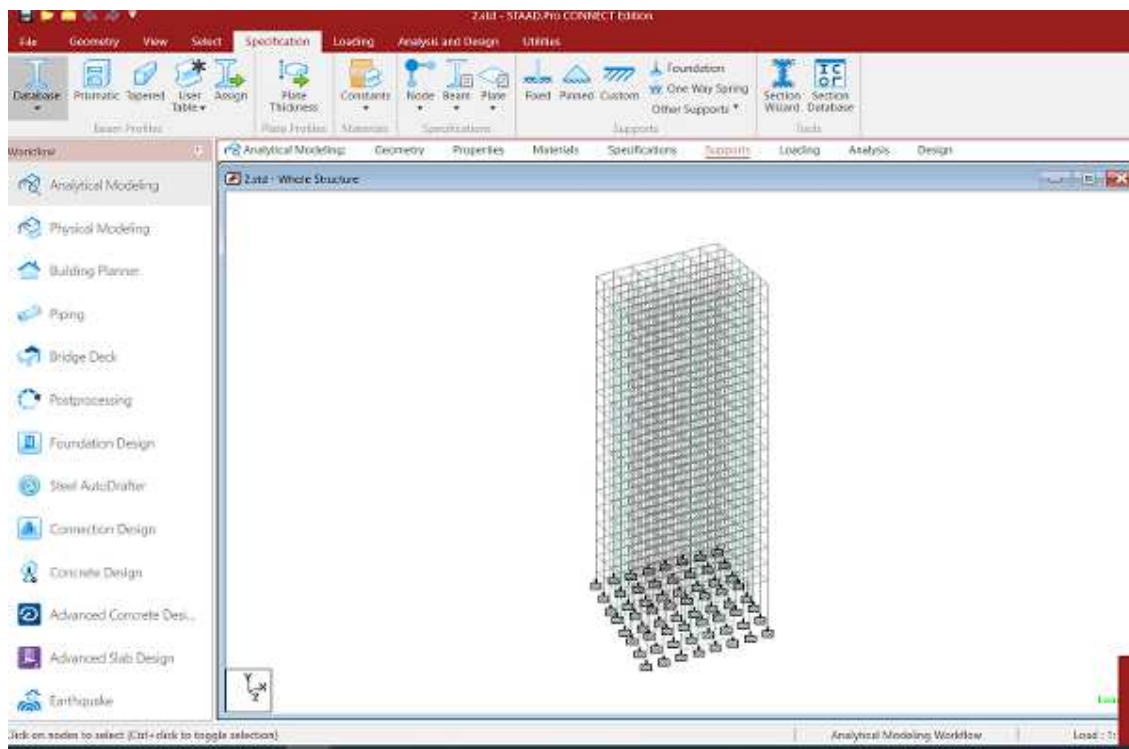 2.std - STAAD.Pro CONNECT Edition
File Geometry View Select Specification Loading Analysis and Design Utilities
Database Prismatic Tapered User Table Assign Plate Thickness Constants Node Beam Plate Fixed Pinned Custom Foundation One Way Spring Other Supports Section Wizard Section Database
Beam Profiles Plate Profiles Materials Specifications Supports Tools
Workflow
Analytical Modeling: Geometry Properties Materials Specifications Supports Loading Analysis Design
2.std - Whole Structure
Analytical Modeling
Physical Modeling
Building Planner
Piping
Bridge Deck
Postprocessing
Foundation Design
Steel AutoDrafter
Connection Design
Concrete Design
Advanced Concrete Desi...
Advanced Slab Design
Earthquake
Y
X
Z
Click on nodes to select (Ctrl+click to toggle selection) Analytical Modeling Workflow Load : 1: